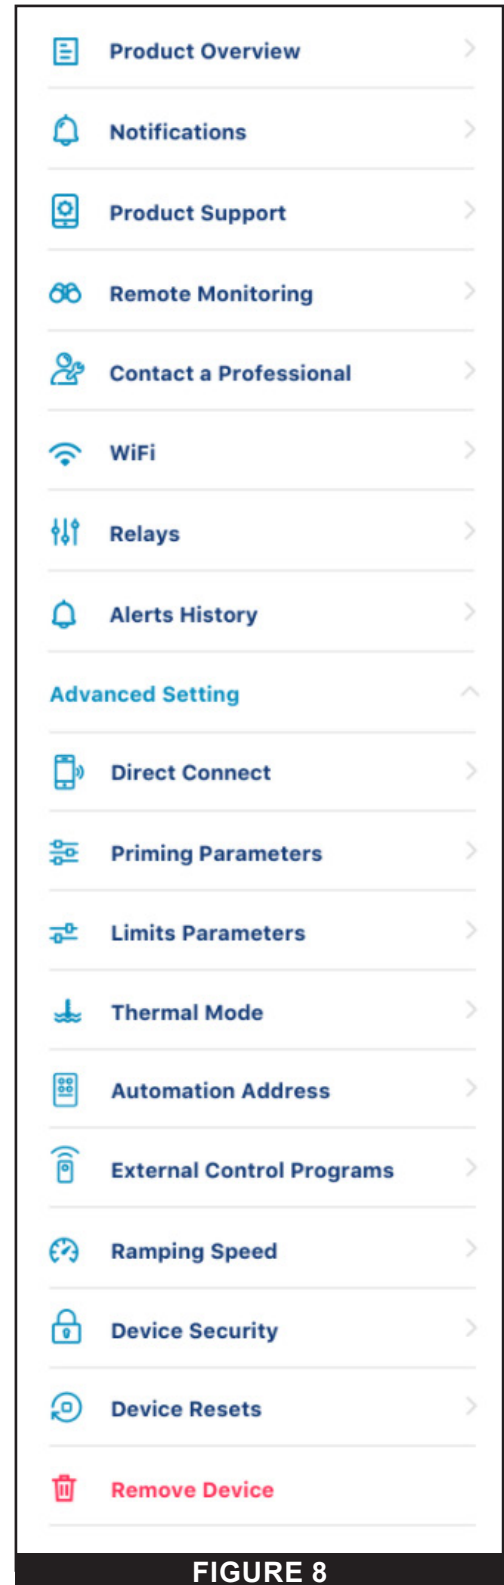 Product Overview
Notifications
Product Support
Remote Monitoring
Contact a Professional
WiFi
Relays
Alerts History
Advanced Setting
Direct Connect
Priming Parameters
Limits Parameters
Thermal Mode
Automation Address
External Control Programs
Ramping Speed
Device Security
Device Resets
Remove Device
FIGURE 8